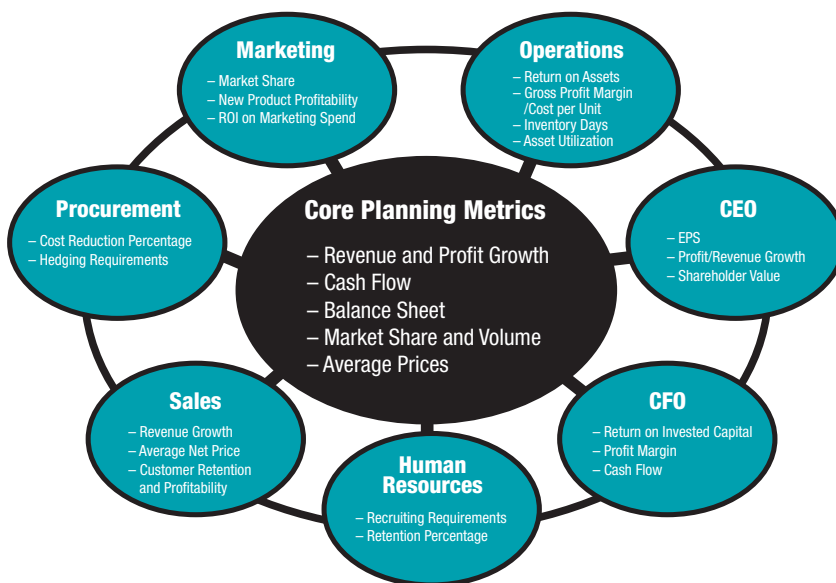 Marketing
– Market Share
– New Product Profitability
– ROI on Marketing Spend
Operations
– Return on Assets
– Gross Profit Margin
/Cost per Unit
– Inventory Days
– Asset Utilization
Procurement
– Cost Reduction Percentage
– Hedging Requirements
Core Planning Metrics
– Revenue and Profit Growth
– Cash Flow
– Balance Sheet
– Market Share and Volume
– Average Prices
CEO
– EPS
– Profit/Revenue Growth
– Shareholder Value
Sales
– Revenue Growth
– Average Net Price
– Customer Retention
and Profitability
Human
Resources
– Recruiting Requirements
– Retention Percentage
CFO
– Return on Invested Capital
– Profit Margin
– Cash Flow